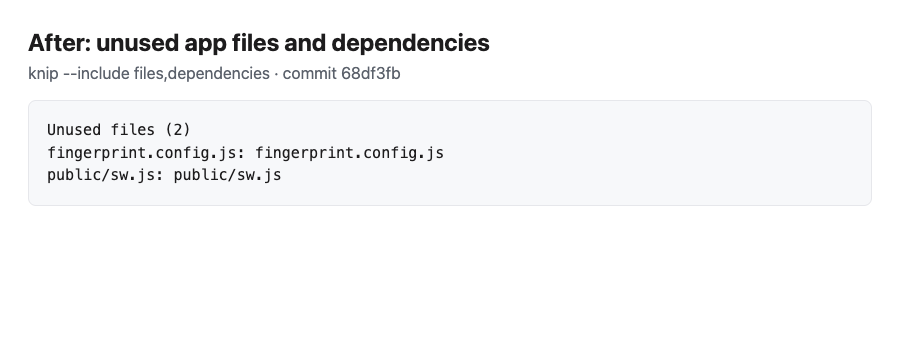 After: unused app files and dependencies
knip --include files,dependencies · commit 68df3fb
Unused files (2)
fingerprint.config.js: fingerprint.config.js
public/sw.js: public/sw.js